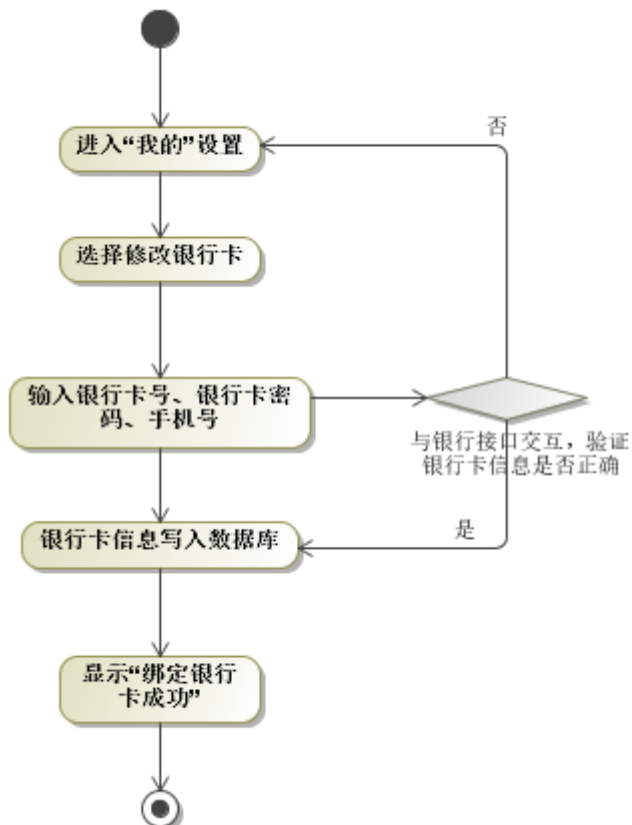 否
进入“我的”设置
选择修改银行卡
输入银行卡号、银行卡密
码、手机号
与银行接口交互，验证
银行卡信息是否正确
是
银行卡信息写入数据库
显示“绑定银行
卡成功”